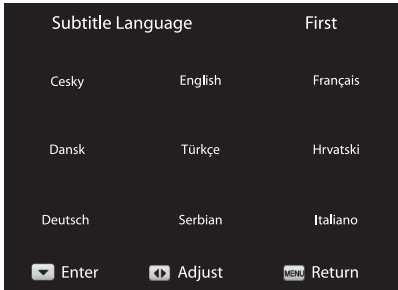 Subtitle Language First
Cesky English Français
Dansk Türkçe Hrvatski
Deutsch Serbian Italiano
Enter Adjust MENU Return